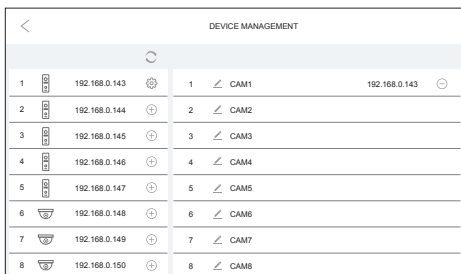 DEVICE MANAGEMENT
1 192.168.0.143 1 CAM1 192.168.0.143
2 192.168.0.144 2 CAM2
3 192.168.0.145 3 CAM3
4 192.168.0.146 4 CAM4
5 192.168.0.147 5 CAM5
6 192.168.0.148 6 CAM6
7 192.168.0.149 7 CAM7
8 192.168.0.150 8 CAM8